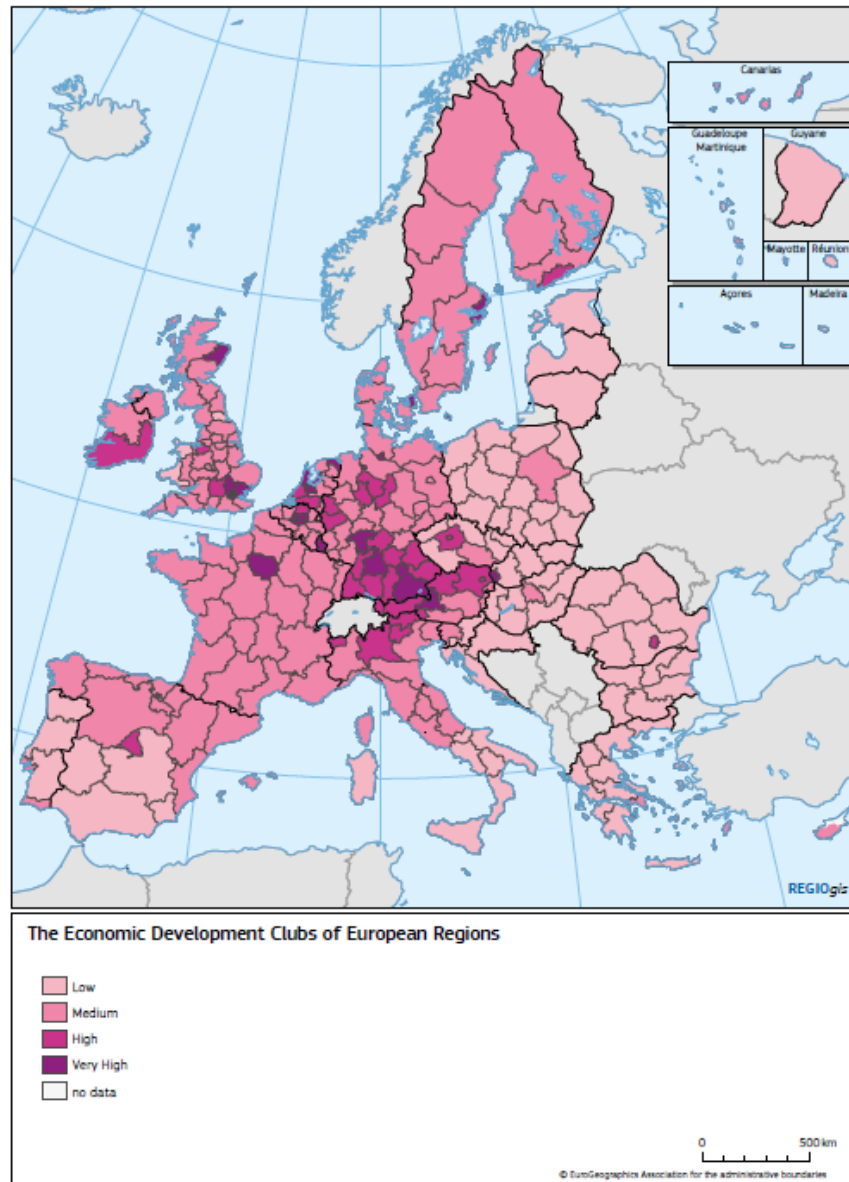 Canarias
Guadeloupe
Martinique
Guyane
Mayotte
Réunion
Açores
Madeira
REGIOgis
The Economic Development Clubs of European Regions
Low
Medium
High
Very High
no data
0 500 km
© EuroGeographics Association for the administrative boundaries